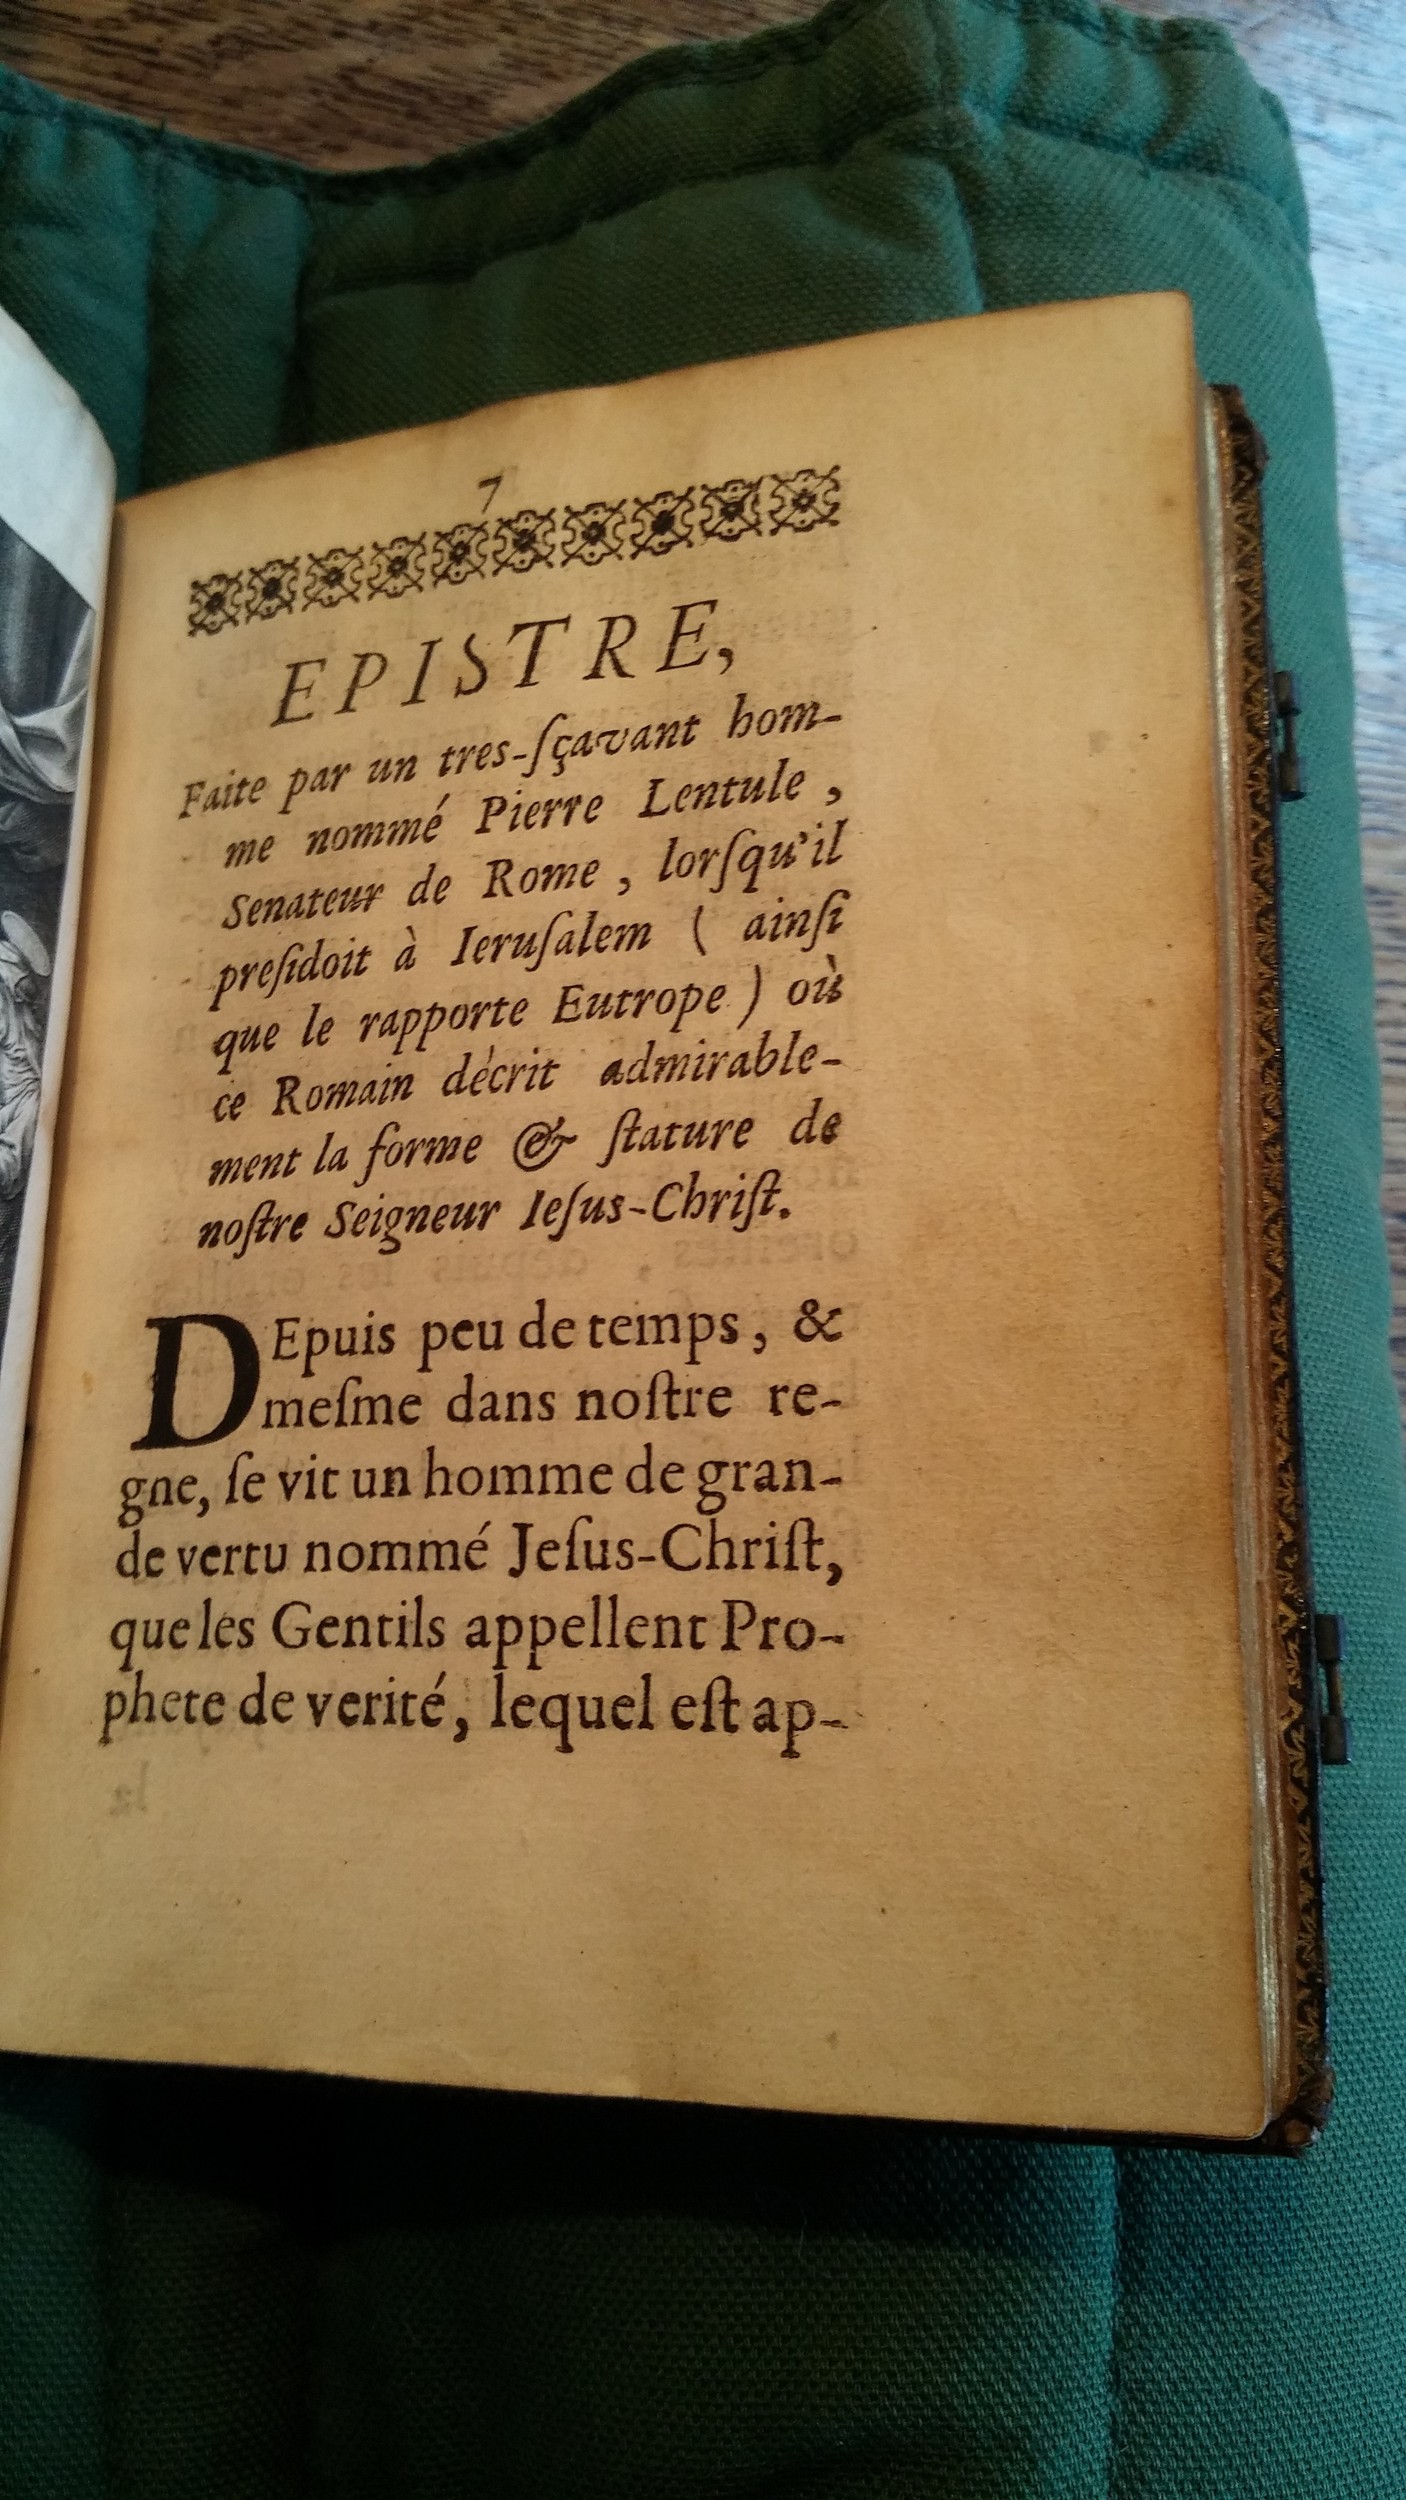 7
EPISTRE,
Faite par un tres-ſçavant hom-
me nommé Pierre Lentule ,
Senateur de Rome , lorſqu'il
preſidoit à Ieruſalem ( ainſi
que le rapporte Eutrope ) où
ce Romain décrit admirable-
ment la forme & ſtature de
noſtre Seigneur Ieſus-Chriſt.
DEpuis peu de temps , &
meſme dans noſtre re-
gne, ſe vit un homme de gran-
de vertu nommé Jeſus-Chriſt,
que les Gentils appellent Pro-
phete de verité, lequel eſt ap-